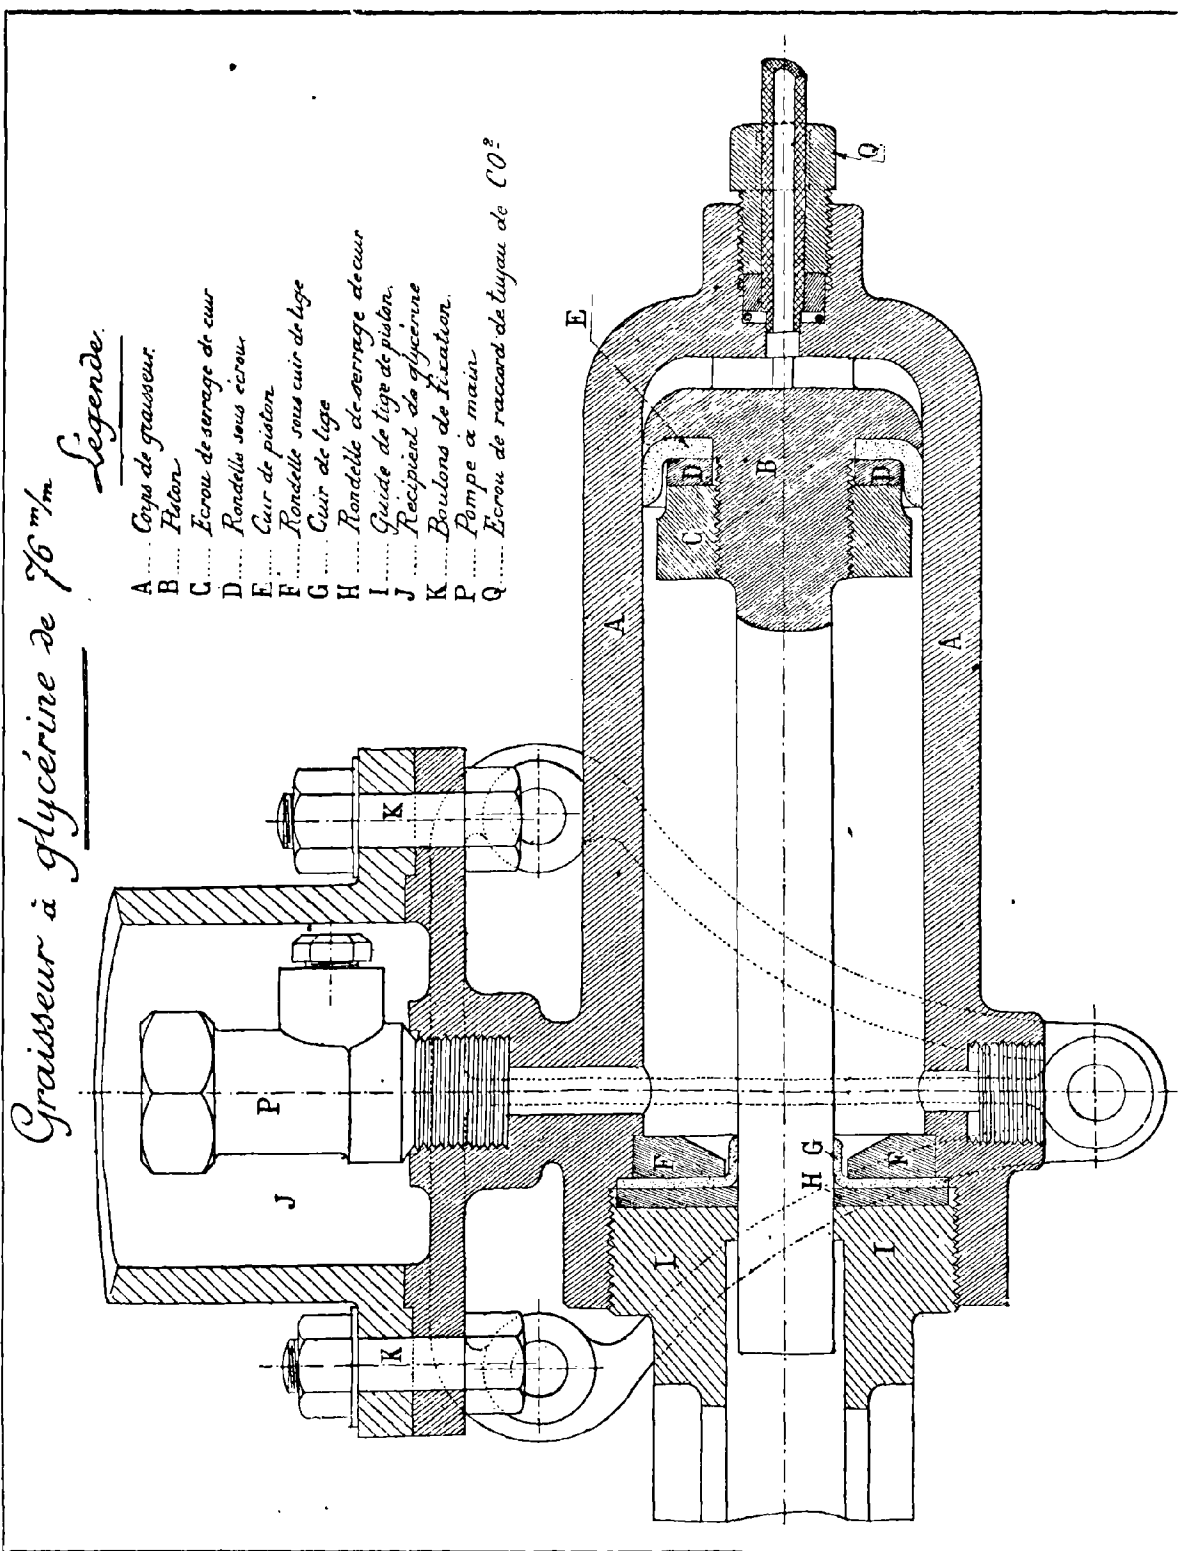 Graisseur à glycérine de 76 m/m
Légende.
A .... Corps de graisseur.
B .... Piston
C .... Ecrou de serrage de cuir
D .... Rondelle sous écrou.
E .... Cuir de piston
F .... Rondelle sous cuir de tige
G .... Cuir de tige
H .... Rondelle de serrage de cuir
I .... Guide de tige de piston.
J .... Récipient de glycérine
K .... Boulons de fixation.
P .... Pompe à main
Q .... Ecrou de raccord de tuyau de CO²
K
K
P
J
E
Q
D
D
B
C
A
A
F
F
G
H
I
I